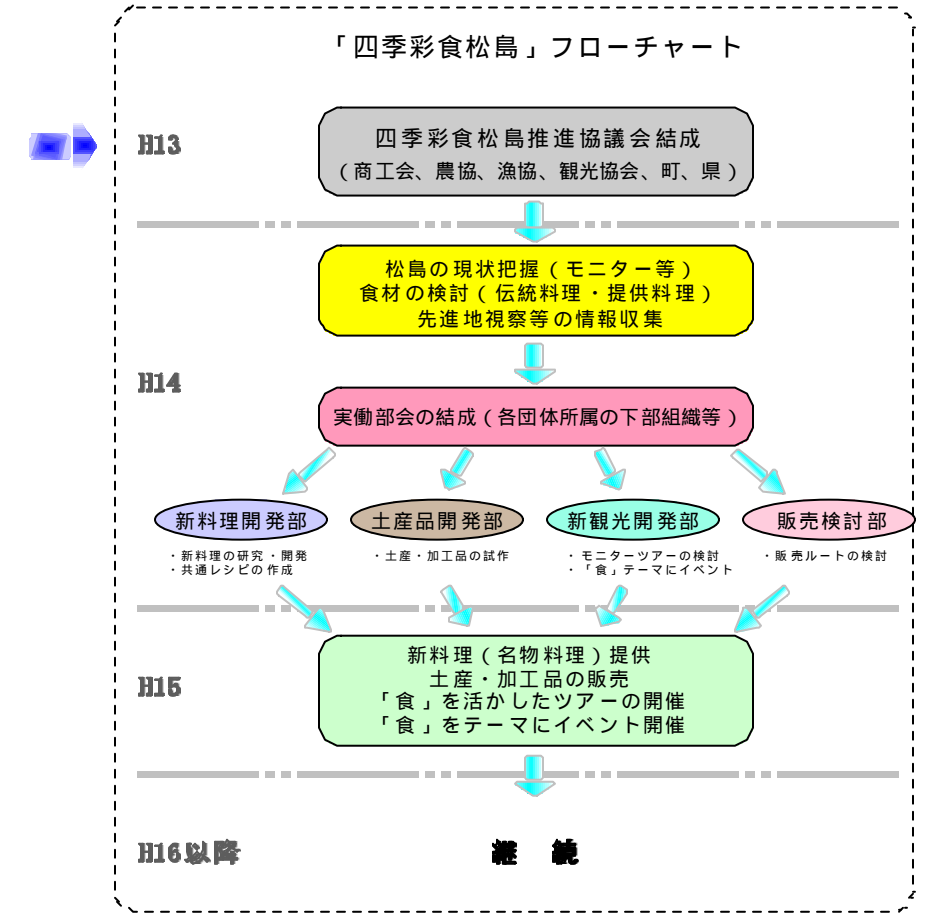 「四季彩食松島」フローチャート
H13
四季彩食松島推進協議会結成
（商工会、農協、漁協、観光協会、町、県）
松島の現状把握（モニター等）
食材の検討（伝統料理・提供料理）
先進地視察等の情報収集
H14
実働部会の結成（各団体所属の下部組織等）
新料理開発部
土産品開発部
新観光開発部
販売検討部
・新料理の研究・開発
・共通レシピの作成
・土産・加工品の試作
・モニターツアーの検討
・「食」テーマにイベント
・販売ルートの検討
H15
新料理（名物料理）提供
土産・加工品の販売
「食」を活かしたツアーの開催
「食」をテーマにイベント開催
H16以降
継続